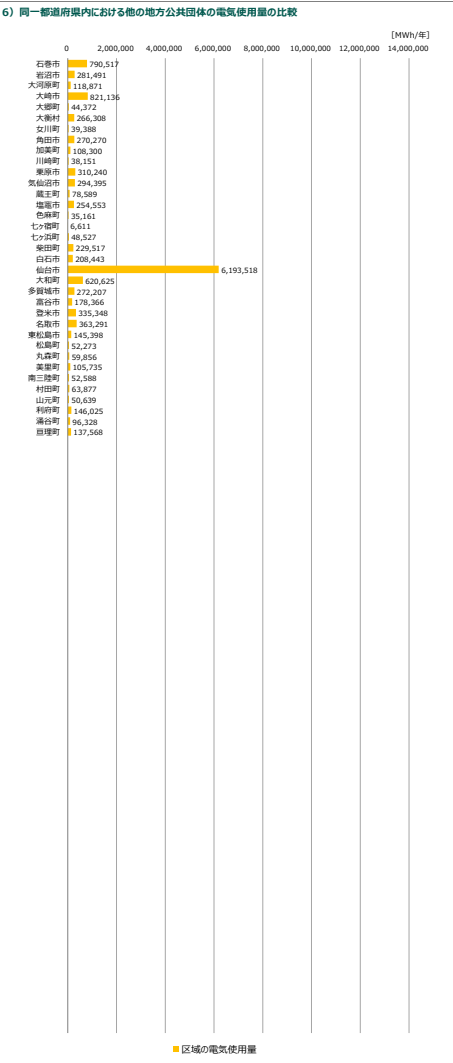 6）同一都道府県内における他の地方公共団体の電気使用量の比較
［MWh/年］
0 2,000,000 4,000,000 6,000,000 8,000,000 10,000,000 12,000,000 14,000,000
石巻市 790,517
岩沼市 281,491
大河原町 118,871
大崎市 821,136
大郷町 44,372
大衡村 266,308
女川町 39,388
角田市 270,270
加美町 108,300
川崎町 38,151
栗原市 310,240
気仙沼市 294,395
蔵王町 78,589
塩竈市 254,553
色麻町 35,161
七ヶ宿町 6,611
七ヶ浜町 48,527
柴田町 229,517
白石市 208,443
仙台市 6,193,518
大和町 620,625
多賀城市 272,207
富谷市 178,366
登米市 335,348
名取市 363,291
東松島市 145,398
松島町 52,273
丸森町 59,856
美里町 105,735
南三陸町 52,588
村田町 63,877
山元町 50,639
利府町 146,025
涌谷町 96,328
亘理町 137,568
区域の電気使用量